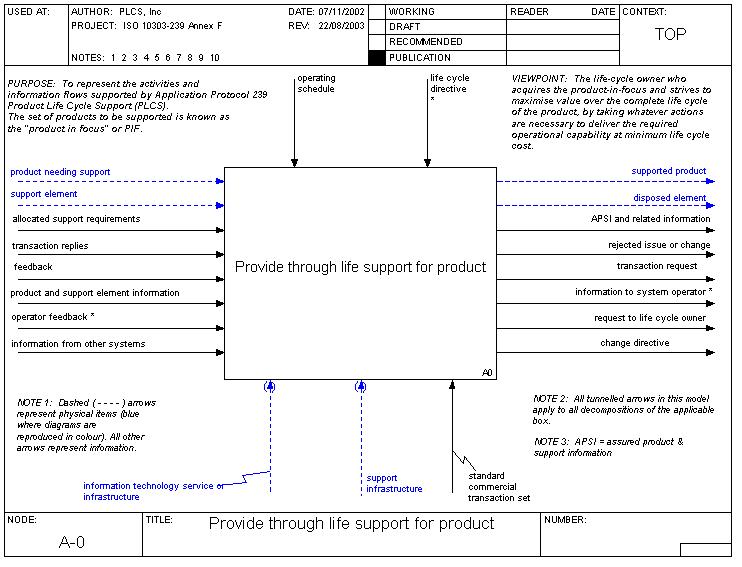 USED AT:
AUTHOR: PLCS, Inc
DATE: 07/11/2002
PROJECT: ISO 10303-239 Annex F
REV: 22/08/2003
NOTES: 1 2 3 4 5 6 7 8 9 10
WORKING
DRAFT
RECOMMENDED
PUBLICATION
READER
DATE
CONTEXT:
TOP
PURPOSE: To represent the activities and
information flows supported by Application Protocol 239
Product Life Cycle Support (PLCS).
The set of products to be supported is known as
the "product in focus" or PIF.
operating
schedule
life cycle
directive
*
VIEWPOINT: The life-cycle owner who
acquires the product-in-focus and strives to
maximise value over the complete life cycle
of the product, by taking whatever actions
are necessary to deliver the required
operational capability at minimum life cycle
cost.
product needing support
support element
allocated support requirements
transaction replies
feedback
product and support element information
operator feedback *
information from other systems
Provide through life support for product
A0
supported product
disposed element
APSI and related information
rejected issue or change
transaction request
information to system operator *
request to life cycle owner
change directive
NOTE 1: Dashed ( - - - - ) arrows
represent physical items (blue
where diagrams are
reproduced in colour). All other
arrows represent information.
NOTE 2: All tunnelled arrows in this model
apply to all decompositions of the applicable
box.
NOTE 3: APSI = assured product &
support information
information technology service or
infrastructure
support
infrastructure
standard
commercial
transaction set
NODE:
A-0
TITLE:
Provide through life support for product
NUMBER: